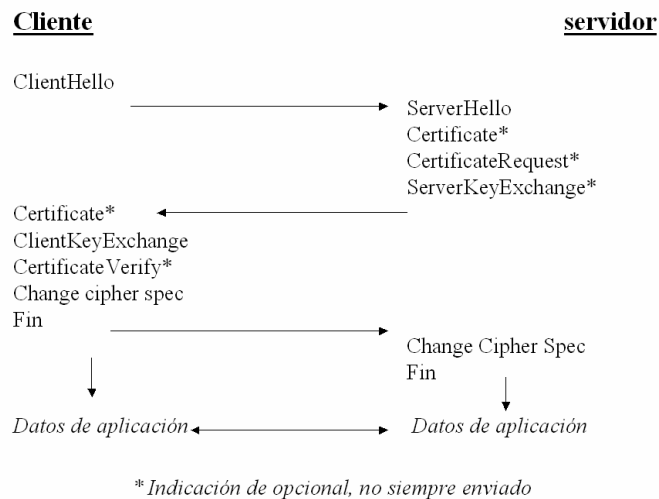 Cliente servidor
ClientHello
ServerHello
Certificate*
CertificateRequest*
ServerKeyExchange*
Certificate*
ClientKeyExchange
CertificateVerify*
Change cipher spec
Fin
Change Cipher Spec
Fin
Datos de aplicación Datos de aplicación
* Indicación de opcional, no siempre enviado